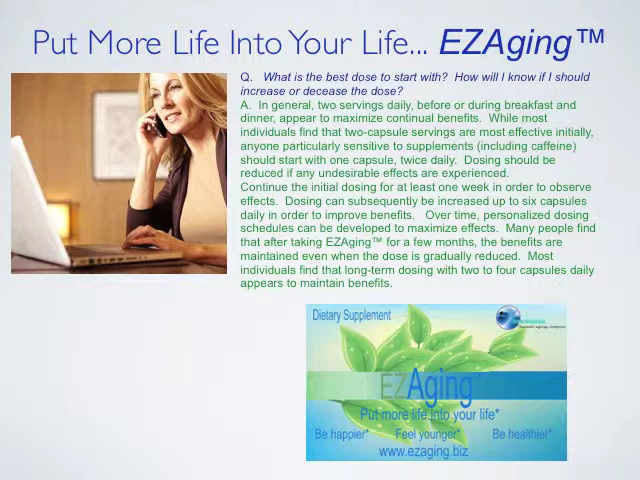 Put More Life Into Your Life... EZAging™
Q. What is the best dose to start with? How will I know if I should
increase or decease the dose?
A. In general, two servings daily, before or during breakfast and
dinner, appear to maximize continual benefits. While most
individuals find that two-capsule servings are most effective initially,
anyone particularly sensitive to supplements (including caffeine)
should start with one capsule, twice daily. Dosing should be
reduced if any undesirable effects are experienced.
Continue the initial dosing for at least one week in order to observe
effects. Dosing can subsequently be increased up to six capsules
daily in order to improve benefits. Over time, personalized dosing
schedules can be developed to maximize effects. Many people find
that after taking EZAging™ for a few months, the benefits are
maintained even when the dose is gradually reduced. Most
individuals find that long-term dosing with two to four capsules daily
appears to maintain benefits.
Dietary Supplement
EZAging
Put more life into your life*
Be happier* Feel younger* Be healthier*
www.ezaging.biz